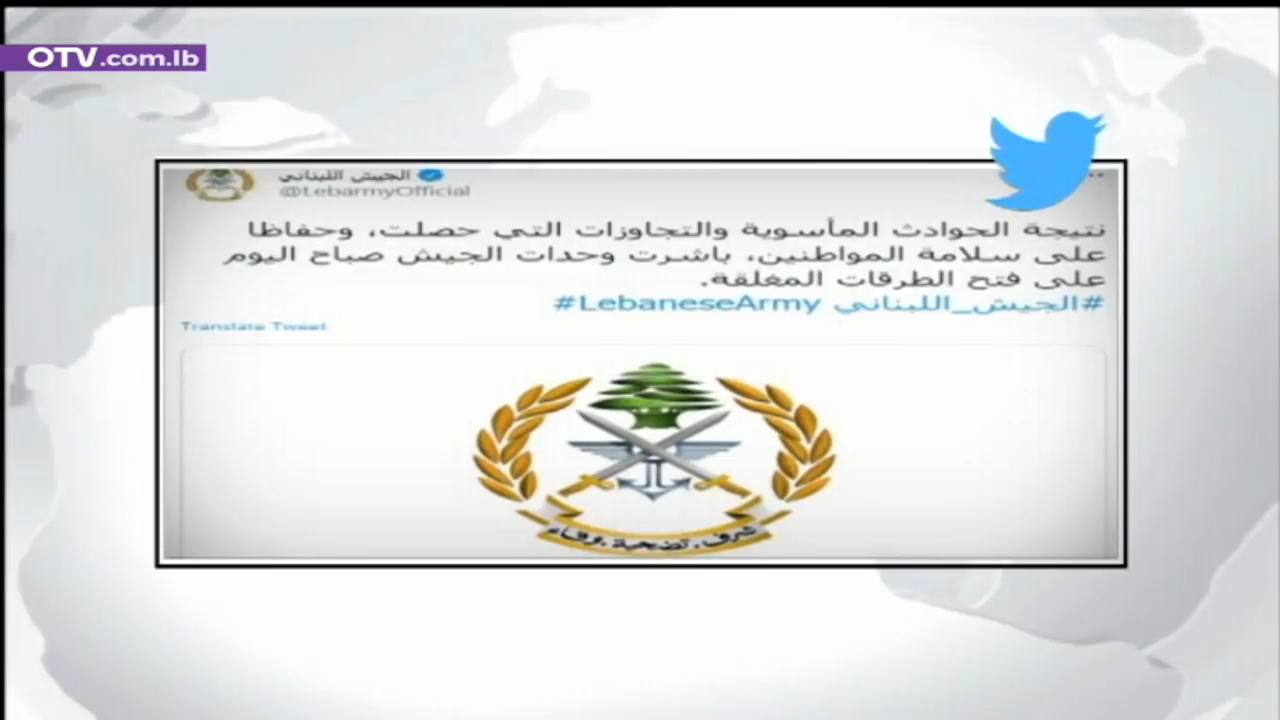 OTV.com.lb
الجيش اللبناني
@LebarmyOfficial
نتيجة الحوادث المأسوية والتجاوزات التي حصلت، وحفاظا
على سلامة المواطنين، باشرت وحدات الجيش صباح اليوم
على فتح الطرقات المغلقة.
#الجيش_اللبناني #LebaneseArmy
Translate Tweet
شرف. تضحية. وفاء